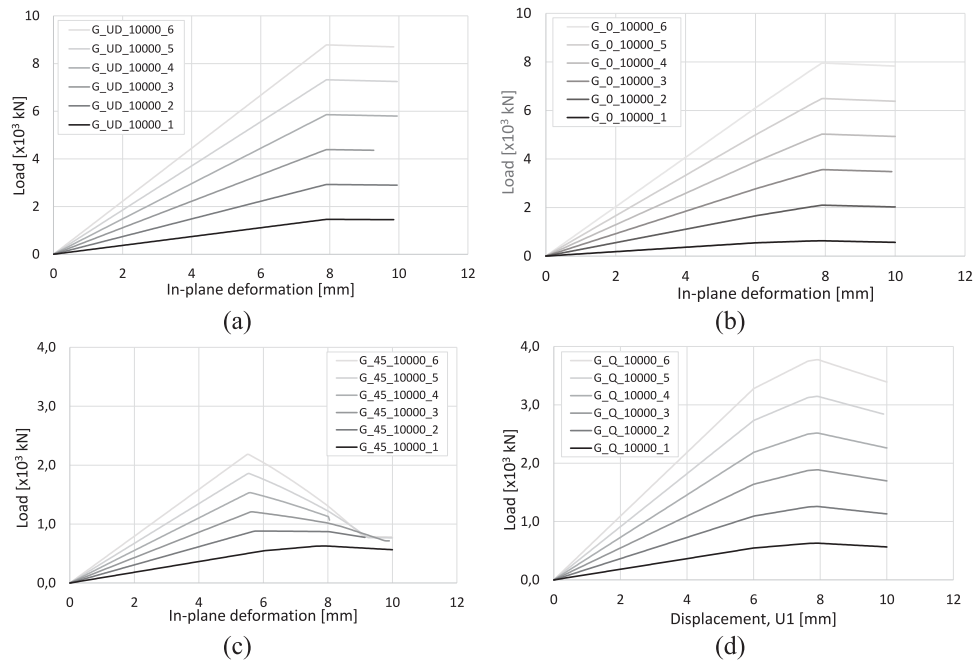 10
8
6
4
2
0
Load [x10³ kN]
G_UD_10000_6
G_UD_10000_5
G_UD_10000_4
G_UD_10000_3
G_UD_10000_2
G_UD_10000_1
0 2 4 6 8 10 12
In-plane deformation [mm]
(a)
10
8
6
4
2
0
Load [x10³ kN]
G_0_10000_6
G_0_10000_5
G_0_10000_4
G_0_10000_3
G_0_10000_2
G_0_10000_1
0 2 4 6 8 10 12
In-plane deformation [mm]
(b)
4,0
3,0
2,0
1,0
0,0
Load [x10³ kN]
G_45_10000_6
G_45_10000_5
G_45_10000_4
G_45_10000_3
G_45_10000_2
G_45_10000_1
0 2 4 6 8 10 12
In-plane deformation [mm]
(c)
4,0
3,0
2,0
1,0
0,0
Load [x10³ kN]
G_Q_10000_6
G_Q_10000_5
G_Q_10000_4
G_Q_10000_3
G_Q_10000_2
G_Q_10000_1
0 2 4 6 8 10 12
Displacement, U1 [mm]
(d)